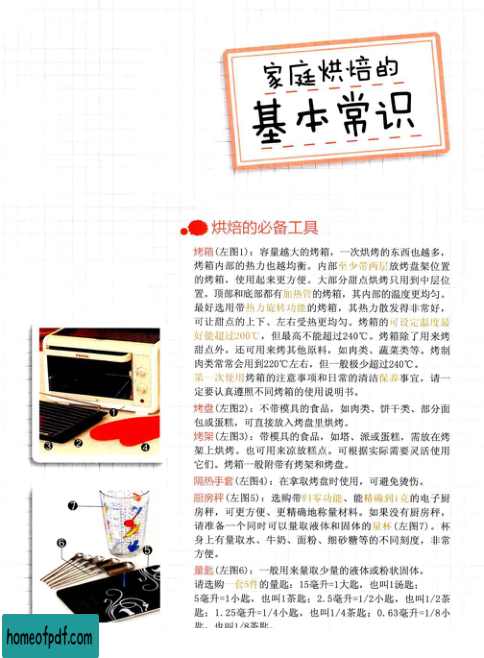 家庭烘焙的
基本常识
烘焙的必备工具
烤箱(左图1)：容量越大的烤箱，一次烘烤的东西也越多，
烤箱内部的热力也越均衡。内部至少带两层放烤盘架位置
的烤箱，使用起来更方便。大部分甜点烘烤只用到中层位
置。顶部和底部都有加热管的烤箱，其内部的温度更均匀。
最好选用带热力旋转功能的烤箱，其热力散发得非常好，
可让甜点的上下、左右受热更匀。烤箱的可设定温度最
好能超过200℃，但最高不能超过240℃。烤箱除了用来烤
甜点外，还可用来烤其他原料，如肉类、蔬菜类等。烤制
肉类常常会用到220℃左右，但一般极少超过240℃。
第一次使用烤箱的注意事项和日常的清洁保养事宜，请一
定要认真遵照不同烤箱的使用说明书。
烤盘(左图2)：不带模具的食品，如肉类、饼干类、部分面
包或蛋糕，可直接放入烤盘里烘烤。
烤架(左图3)：带模具的食品，如塔、派或蛋糕，需放在烤
架上烘烤。也可用来凉放糕点。可根据实际需要灵活使用
它们。烤箱一般附带有烤架和烤盘。
隔热手套(左图4)：在拿取烤盘时使用，可避免烫伤。
厨房秤(左图5)：选购带归零功能、能精确到1克的电子厨
房秤，可更方便、更精确地称量材料。如果没有厨房秤，
请准备一个同时可以量取液体和固体的量杯(左图7)。杯
身上有量取水、牛奶、面粉、细砂糖等的不同刻度，非常
方便。
量匙(左图6)：一般用来量取少量的液体或粉状固体。
请选购一套5件的量匙：15毫升=1大匙，也叫1汤匙；
5毫升=1小匙，也叫1茶匙；2.5毫升=1/2小匙，也叫1/2茶
匙；1.25毫升=1/4小匙，也叫1/4茶匙；0.63毫升=1/8小
匙，也叫1/8茶匙。
1
2
3
4
7
6
5
homeofpdf.com